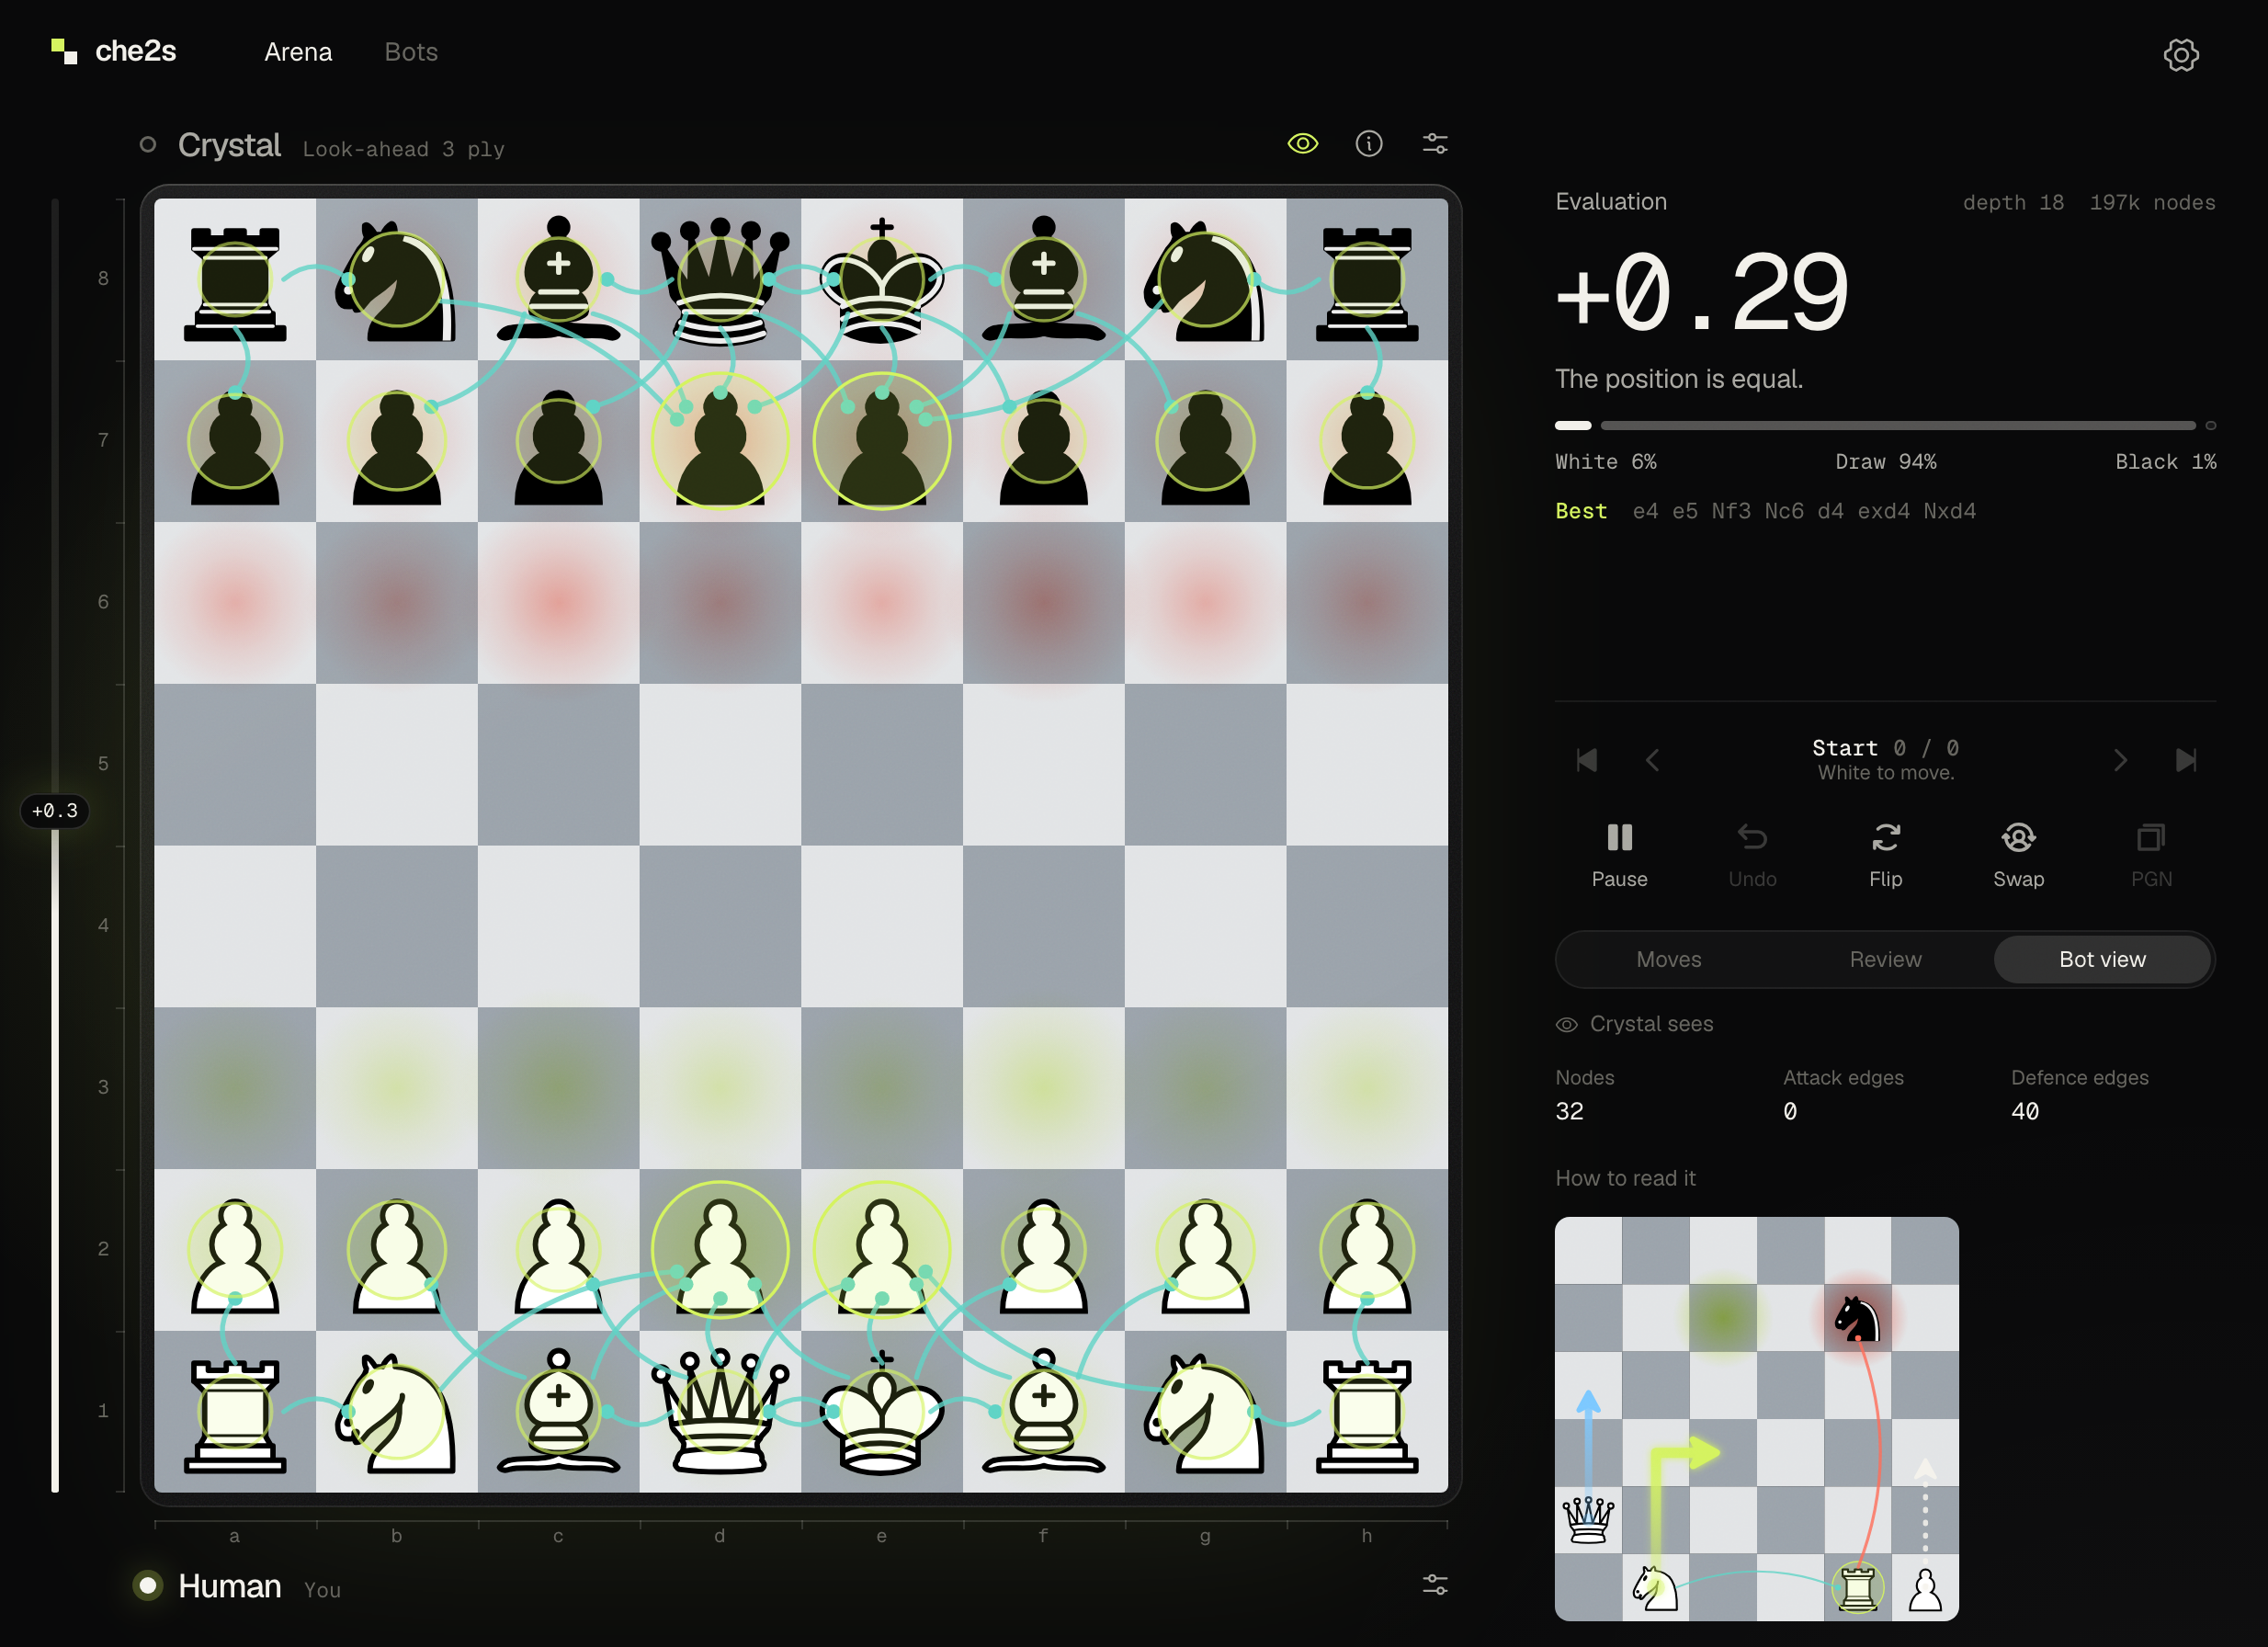 che2s Arena Bots
Crystal Look-ahead 3 ply
8
7
6
5
4
3
2
1
+0.3
a b c d e f g h
Human You
Evaluation depth 18 197k nodes
+0.29
The position is equal.
White 6% Draw 94% Black 1%
Best e4 e5 Nf3 Nc6 d4 exd4 Nxd4
Start 0 / 0
White to move.
Pause Undo Flip Swap PGN
Moves Review Bot view
Crystal sees
Nodes Attack edges Defence edges
32 0 40
How to read it